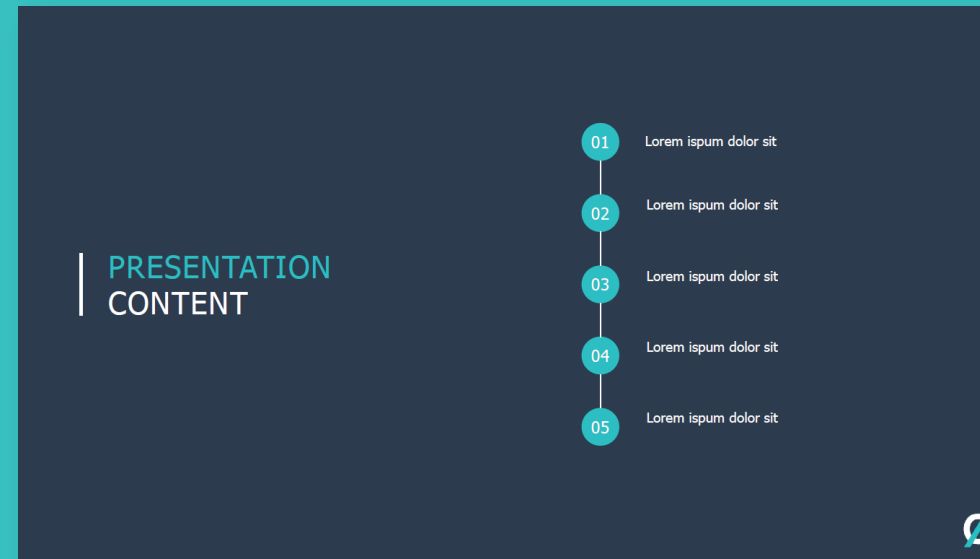 PRESENTATION
CONTENT
01 Lorem ispum dolor sit
02 Lorem ispum dolor sit
03 Lorem ispum dolor sit
04 Lorem ispum dolor sit
05 Lorem ispum dolor sit